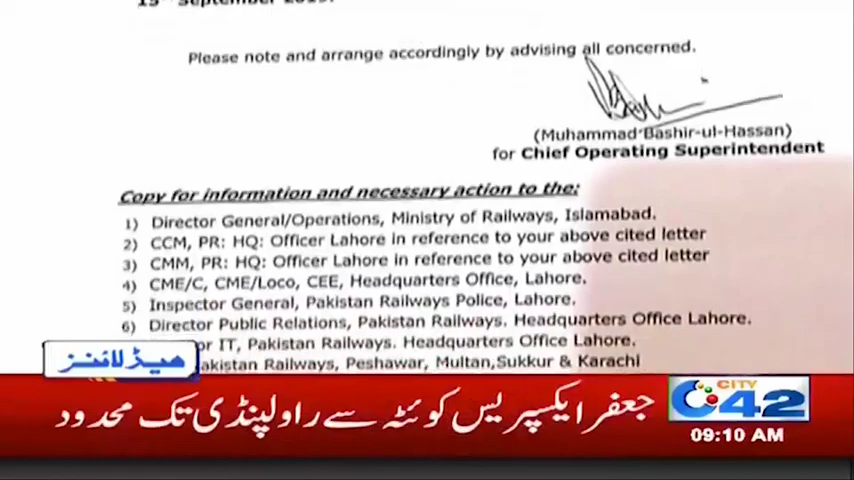 15th September 2019.
Please note and arrange accordingly by advising all concerned.
(Muhammad Bashir-ul-Hassan)
for Chief Operating Superintendent
Copy for information and necessary action to the:
1) Director General/Operations, Ministry of Railways, Islamabad.
2) CCM, PR: HQ: Officer Lahore in reference to your above cited letter
3) CMM, PR: HQ: Officer Lahore in reference to your above cited letter
4) CME/C, CME/Loco, CEE, Headquarters Office, Lahore.
5) Inspector General, Pakistan Railways Police, Lahore.
6) Director Public Relations, Pakistan Railways. Headquarters Office Lahore.
or IT, Pakistan Railways. Headquarters Office Lahore.
akistan Railways, Peshawar, Multan,Sukkur & Karachi
ہیڈلائنز
جعفر ایکسپریس کوئٹہ سے راولپنڈی تک محدود
CITY
42
09:10 AM